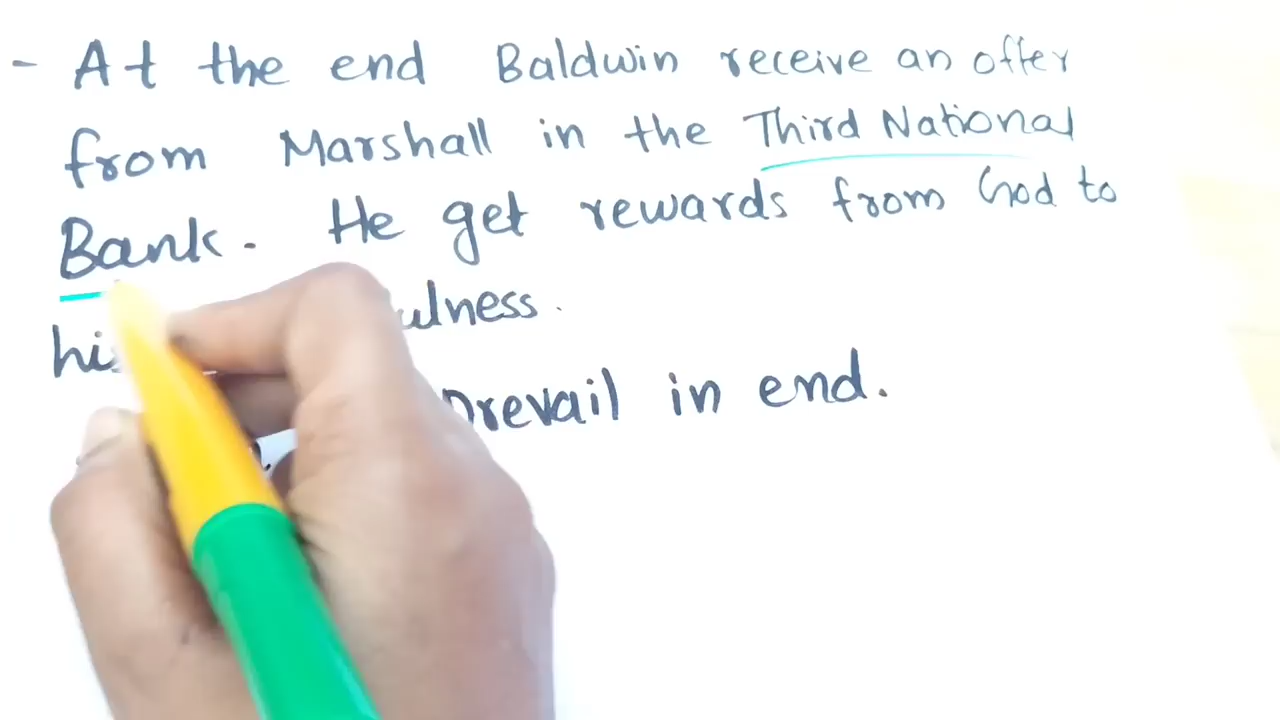 - At the end Baldwin receive an offer
from Marshall in the Third National
Bank. He get rewards from God to
prevail in end.